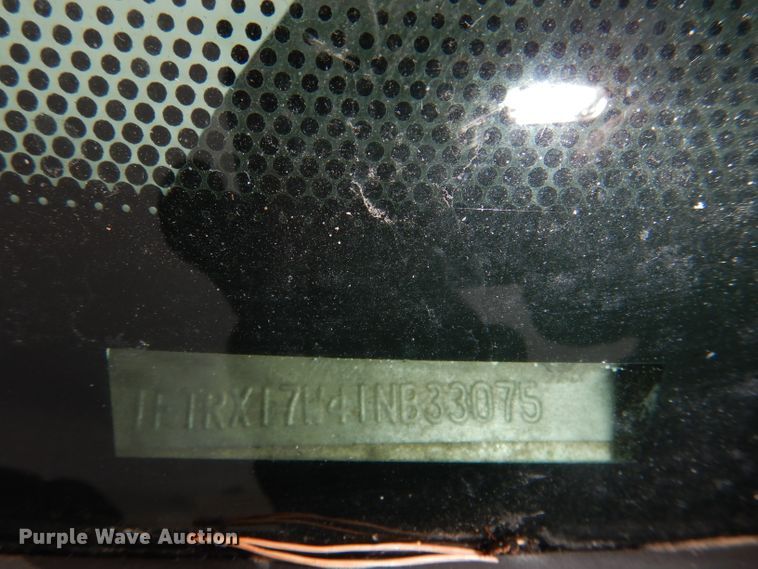 1FTRX17W41NB33075
Purple Wave Auction